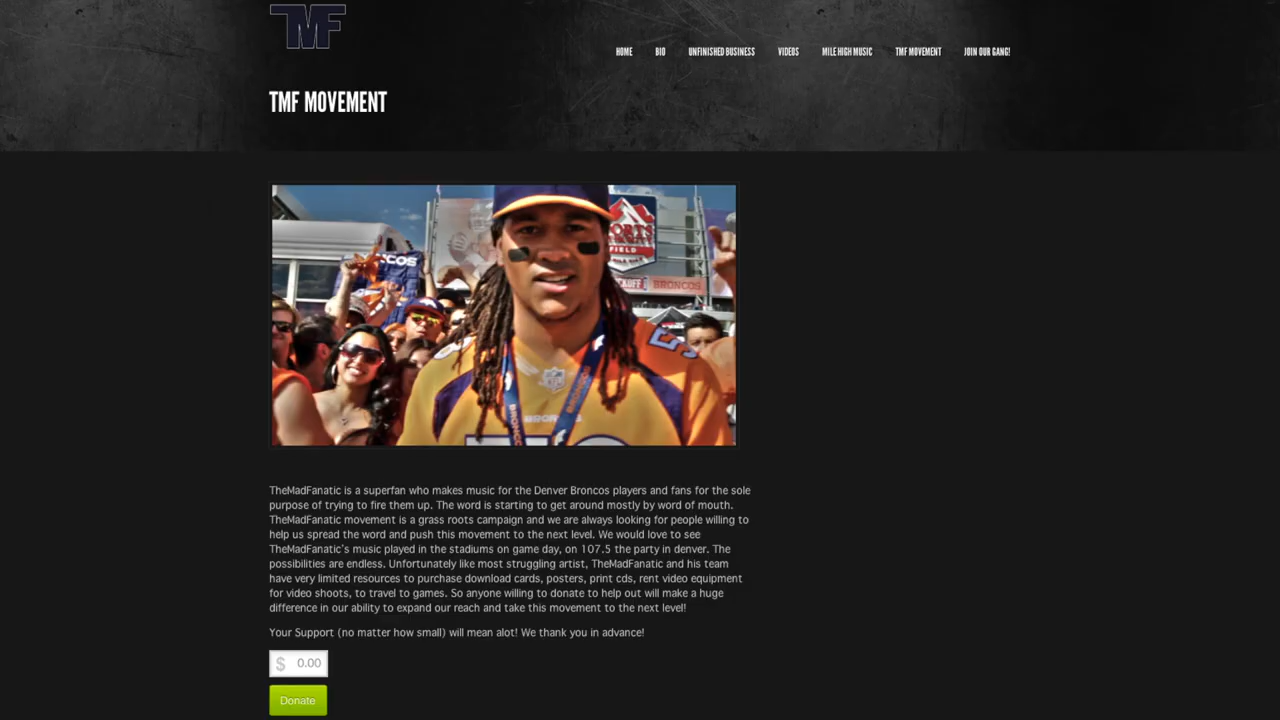 TMF
HOME BIO UNFINISHED BUSINESS VIDEOS MILE HIGH MUSIC TMF MOVEMENT JOIN OUR GANG!
TMF MOVEMENT
FIELD
BRONCOS
BRONCOS
BRONCOS
TheMadFanatic is a superfan who makes music for the Denver Broncos players and fans for the sole
purpose of trying to fire them up. The word is starting to get around mostly by word of mouth.
TheMadFanatic movement is a grass roots campaign and we are always looking for people willing to
help us spread the word and push this movement to the next level. We would love to see
TheMadFanatic's music played in the stadiums on game day, on 107.5 the party in denver. The
possibilities are endless. Unfortunately like most struggling artist, TheMadFanatic and his team
have very limited resources to purchase download cards, posters, print cds, rent video equipment
for video shoots, to travel to games. So anyone willing to donate to help out will make a huge
difference in our ability to expand our reach and take this movement to the next level!
Your Support (no matter how small) will mean alot! We thank you in advance!
$ 0.00
Donate